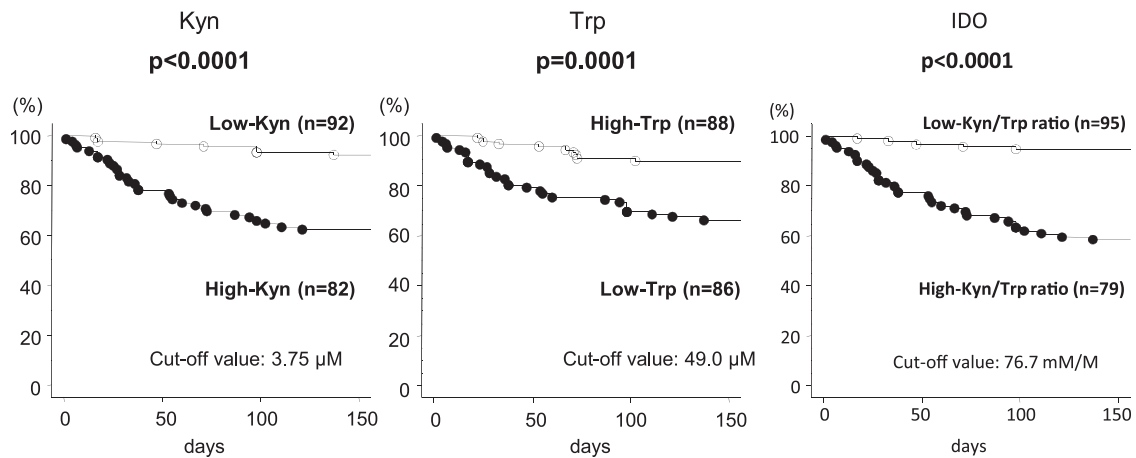 Kyn
p<0.0001
(%)
100
80
60
40
20
0
Low-Kyn (n=92)
High-Kyn (n=82)
Cut-off value: 3.75 μM
0 50 100 150
days
Trp
p=0.0001
(%)
100
80
60
40
20
0
High-Trp (n=88)
Low-Trp (n=86)
Cut-off value: 49.0 μM
0 50 100 150
days
IDO
p<0.0001
(%)
100
80
60
40
20
0
Low-Kyn/Trp ratio (n=95)
High-Kyn/Trp ratio (n=79)
Cut-off value: 76.7 mM/M
0 50 100 150
days